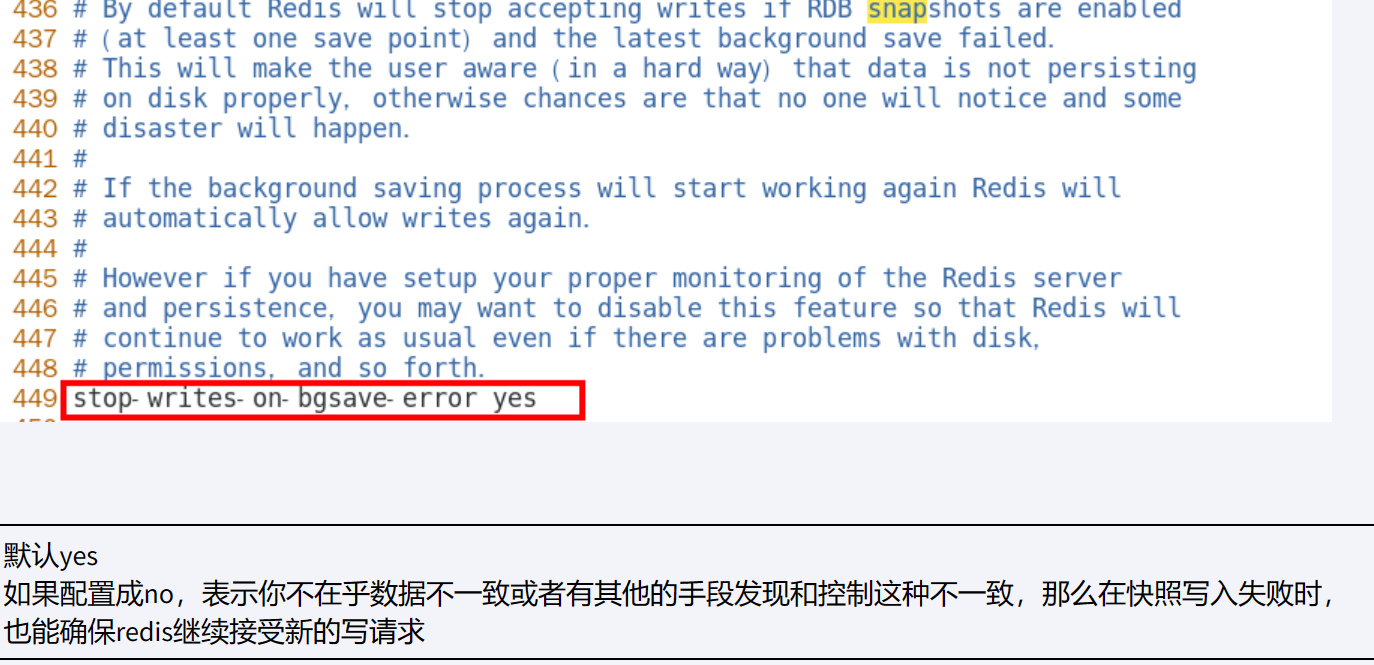 436 # By default Redis will stop accepting writes if RDB snapshots are enabled
437 # (at least one save point) and the latest background save failed.
438 # This will make the user aware (in a hard way) that data is not persisting
439 # on disk properly, otherwise chances are that no one will notice and some
440 # disaster will happen.
441 #
442 # If the background saving process will start working again Redis will
443 # automatically allow writes again.
444 #
445 # However if you have setup your proper monitoring of the Redis server
446 # and persistence, you may want to disable this feature so that Redis will
447 # continue to work as usual even if there are problems with disk,
448 # permissions, and so forth.
449 stop-writes-on-bgsave-error yes
默认yes
如果配置成no，表示你不在乎数据不一致或者有其他的手段发现和控制这种不一致，那么在快照写入失败时，
也能确保redis继续接受新的写请求